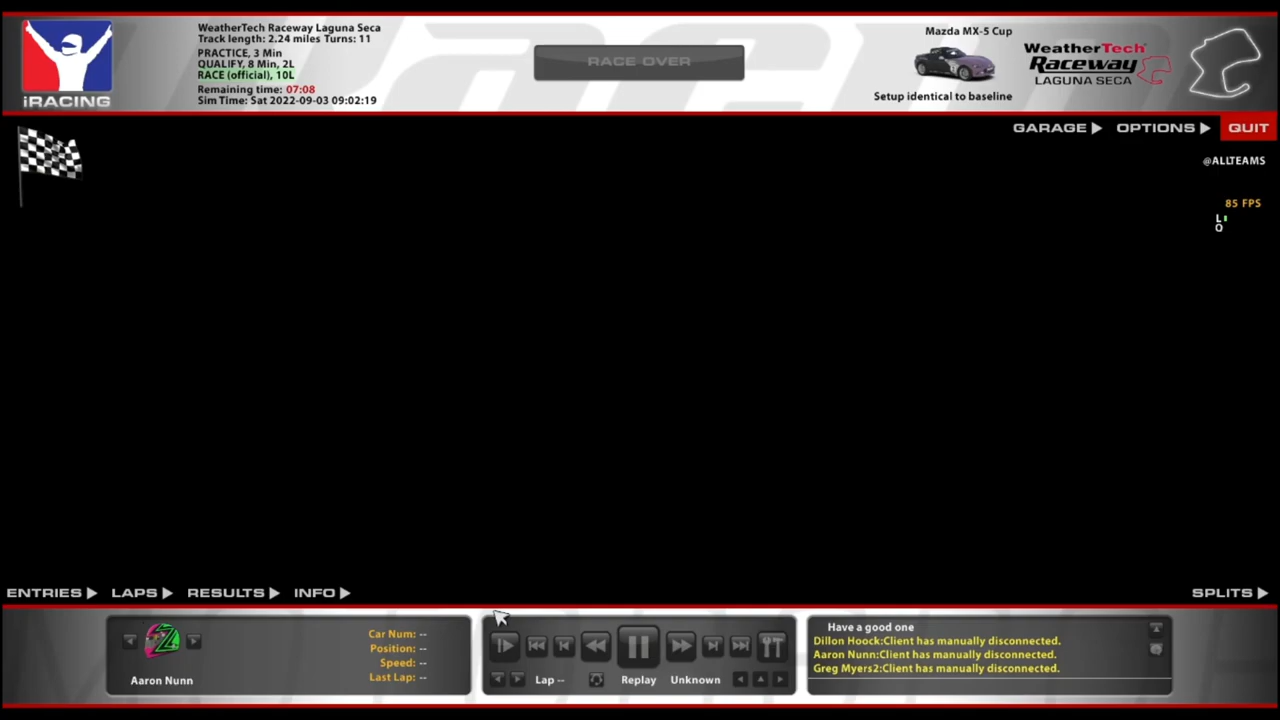 WeatherTech Raceway Laguna Seca
Track length: 2.24 miles Turns: 11
PRACTICE, 3 Min
QUALIFY, 8 Min, 2L
RACE (official), 10L
Remaining time: 07:08
Sim Time: Sat 2022-09-03 09:02:19
iRACING
RACE OVER
Mazda MX-5 Cup
Setup identical to baseline
WeatherTech
Raceway
LAGUNA SECA
GARAGE
OPTIONS
QUIT
@ALLTEAMS
85 FPS
L
Q
ENTRIES
LAPS
RESULTS
INFO
SPLITS
Aaron Nunn
Car Num: --
Position: --
Speed: --
Last Lap: --
Lap --
Replay
Unknown
Have a good one
Dillon Hoock:Client has manually disconnected.
Aaron Nunn:Client has manually disconnected.
Greg Myers2:Client has manually disconnected.